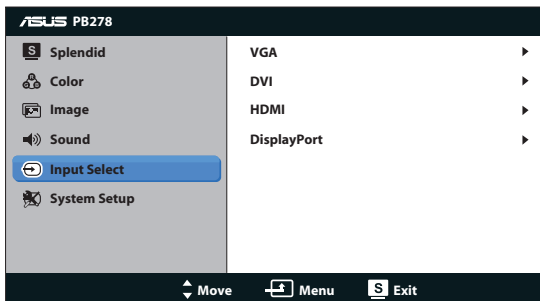 ASUS PB278
S Splendid
Color
Image
Sound
Input Select
System Setup
VGA
DVI
HDMI
DisplayPort
Move Menu S Exit